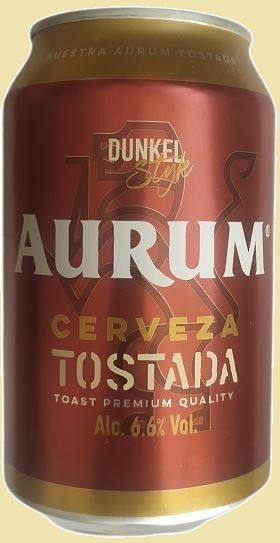 NUESTRA AURUM TOSTADA
DUNKEL
Style
AURUM®
CERVEZA
TOSTADA
TOAST PREMIUM QUALITY
Alc. 6,6% Vol.